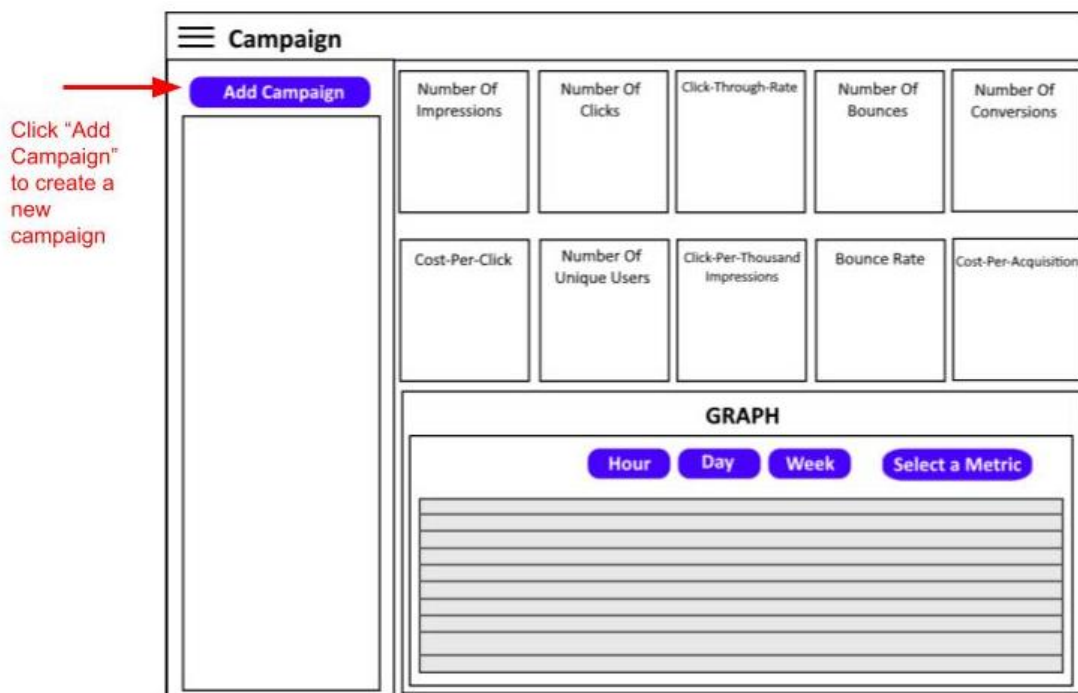 Campaign
Add Campaign
Click “Add
Campaign”
to create a
new
campaign
Number Of
Impressions
Number Of
Clicks
Click-Through-Rate
Number Of
Bounces
Number Of
Conversions
Cost-Per-Click
Number Of
Unique Users
Click-Per-Thousand
Impressions
Bounce Rate
Cost-Per-Acquisition
GRAPH
Hour
Day
Week
Select a Metric